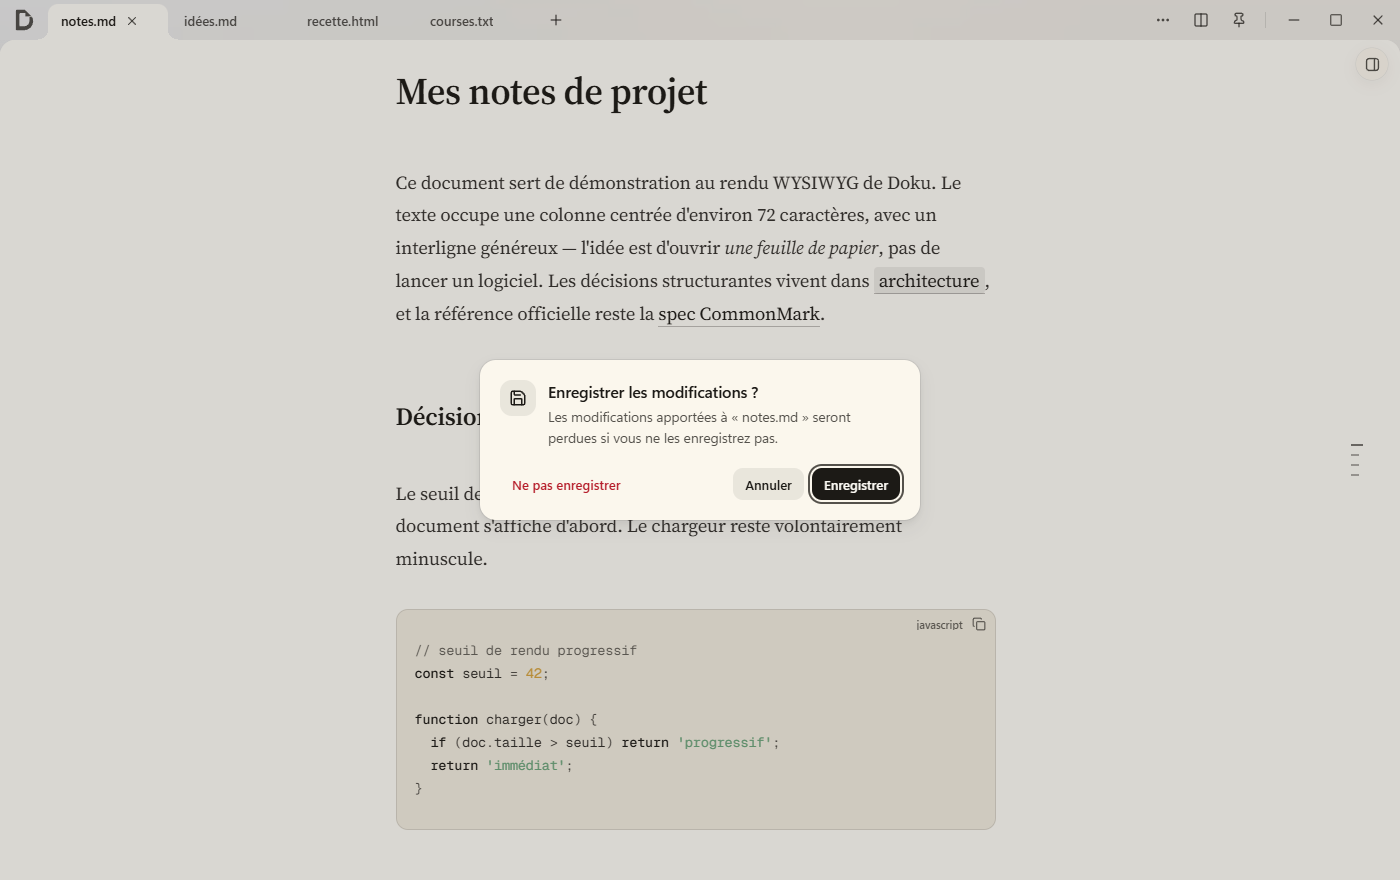 notes.md
idées.md
recette.html
courses.txt
Mes notes de projet
Ce document sert de démonstration au rendu WYSIWYG de Doku. Le
texte occupe une colonne centrée d'environ 72 caractères, avec un
interligne généreux — l'idée est d'ouvrir une feuille de papier, pas de
lancer un logiciel. Les décisions structurantes vivent dans architecture ,
et la référence officielle reste la spec CommonMark.
Enregistrer les modifications ?
Les modifications apportées à « notes.md » seront
perdues si vous ne les enregistrez pas.
Ne pas enregistrer
Annuler
Enregistrer
Le seuil
document s'affiche d'abord. Le chargeur reste volontairement
minuscule.
javascript
// seuil de rendu progressif
const seuil = 42;
function charger(doc) {
  if (doc.taille > seuil) return 'progressif';
  return 'immédiat';
}